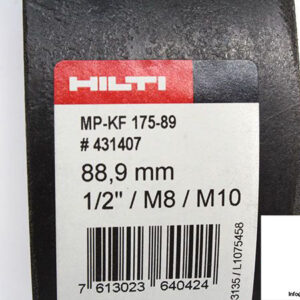 HILTI
MP-KF 175-89
# 431407
88,9 mm
1/2" / M8 / M10
7 613023 640424
3135 / L1075458